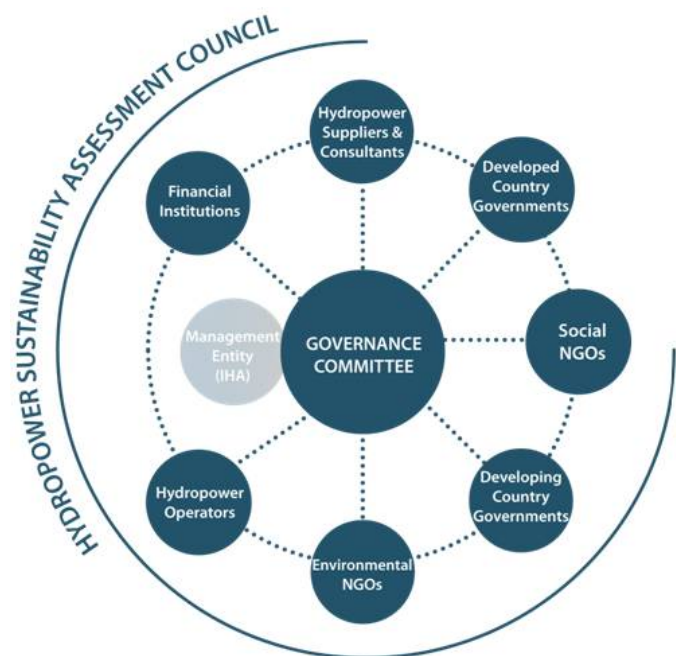 HYDROPOWER SUSTAINABILITY ASSESSMENT COUNCIL
Hydropower
Suppliers &
Consultants
Developed
Country
Governments
Financial
Institutions
Management
Entity
(IHA)
GOVERNANCE
COMMITTEE
Social
NGOs
Hydropower
Operators
Developing
Country
Governments
Environmental
NGOs